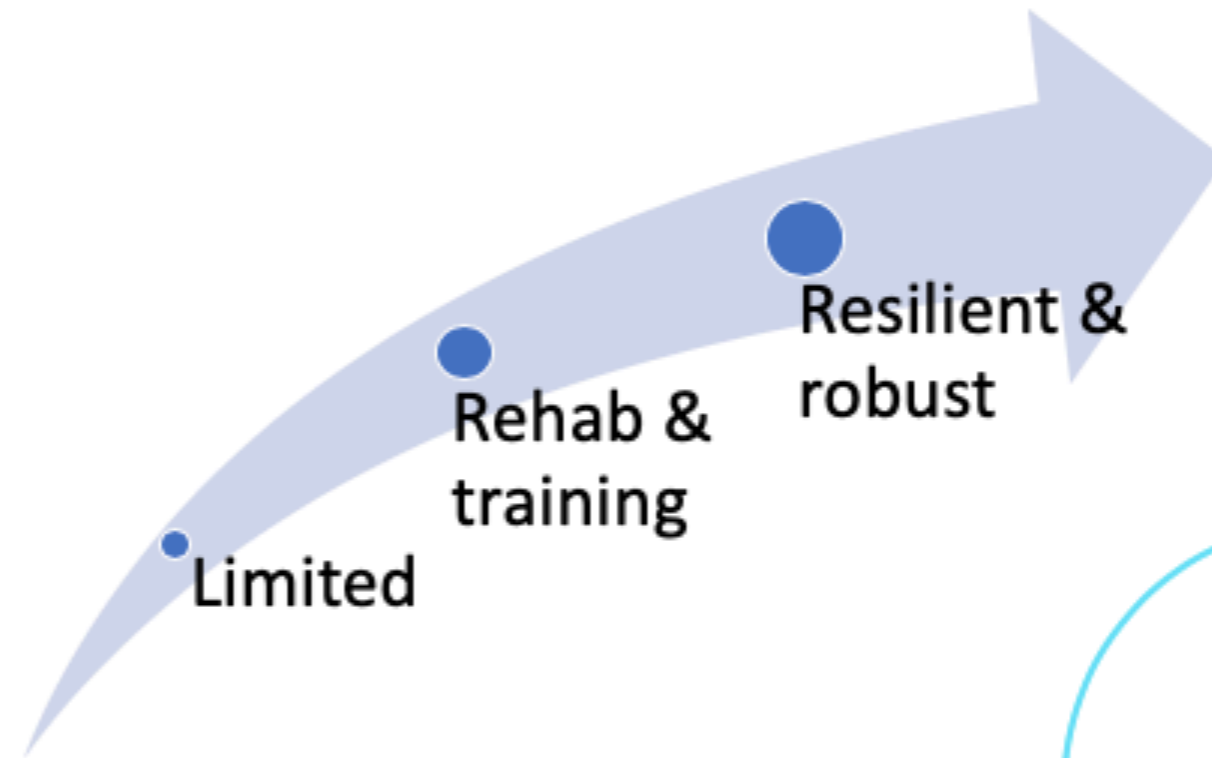 Limited
Rehab &
training
Resilient &
robust